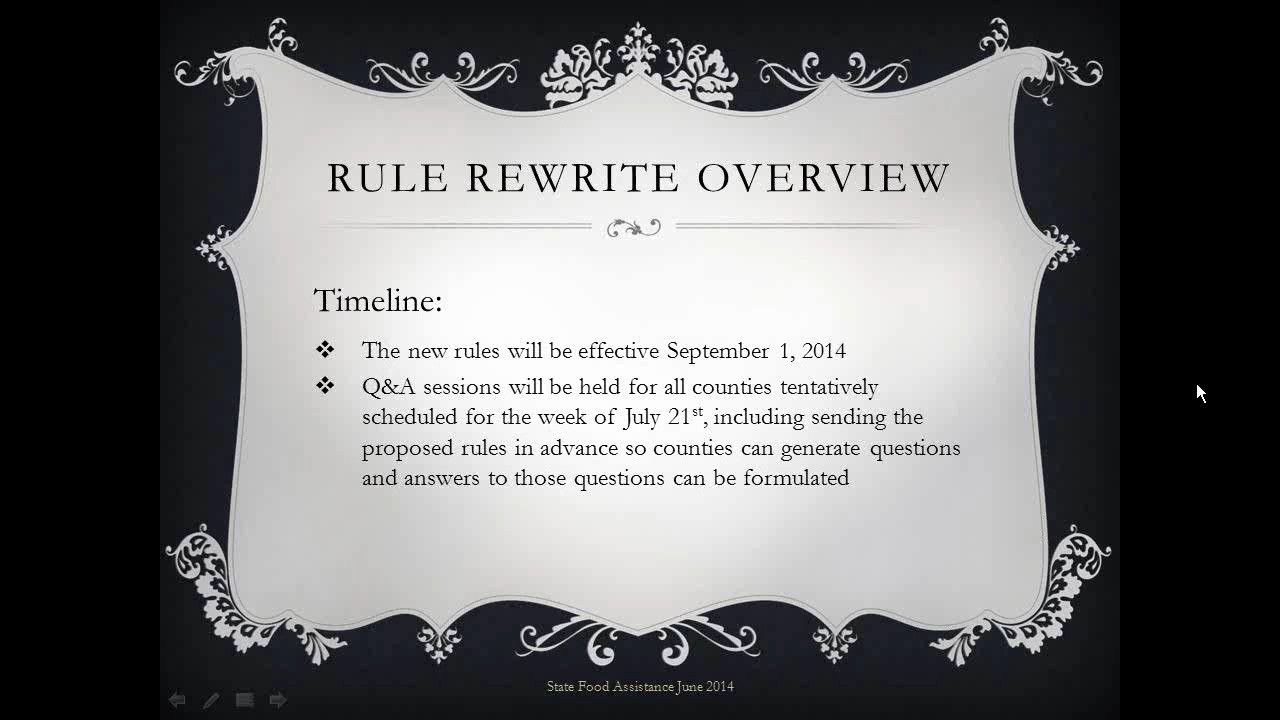 RULE REWRITE OVERVIEW
Timeline:
❖ The new rules will be effective September 1, 2014
❖ Q&A sessions will be held for all counties tentatively
scheduled for the week of July 21st, including sending the
proposed rules in advance so counties can generate questions
and answers to those questions can be formulated
State Food Assistance June 2014